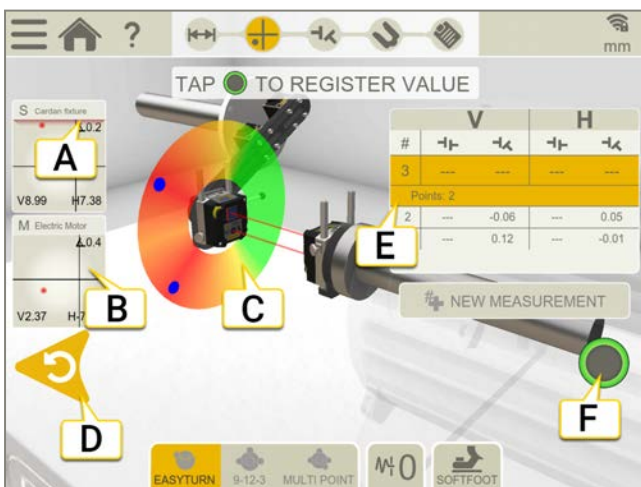 ?
mm
TAP TO REGISTER VALUE
S Cardan fixture
0.2
A
V8.99 H7.38
M Electric Motor
0.4
B
V2.37 H-7
C
D
V H
#
3 --- --- --- ---
Points: 2
2 --- -0.06 --- 0.05
--- 0.12 --- -0.01
E
NEW MEASUREMENT
F
EASYTURN 9-12-3 MULTI POINT 0 SOFTFOOT